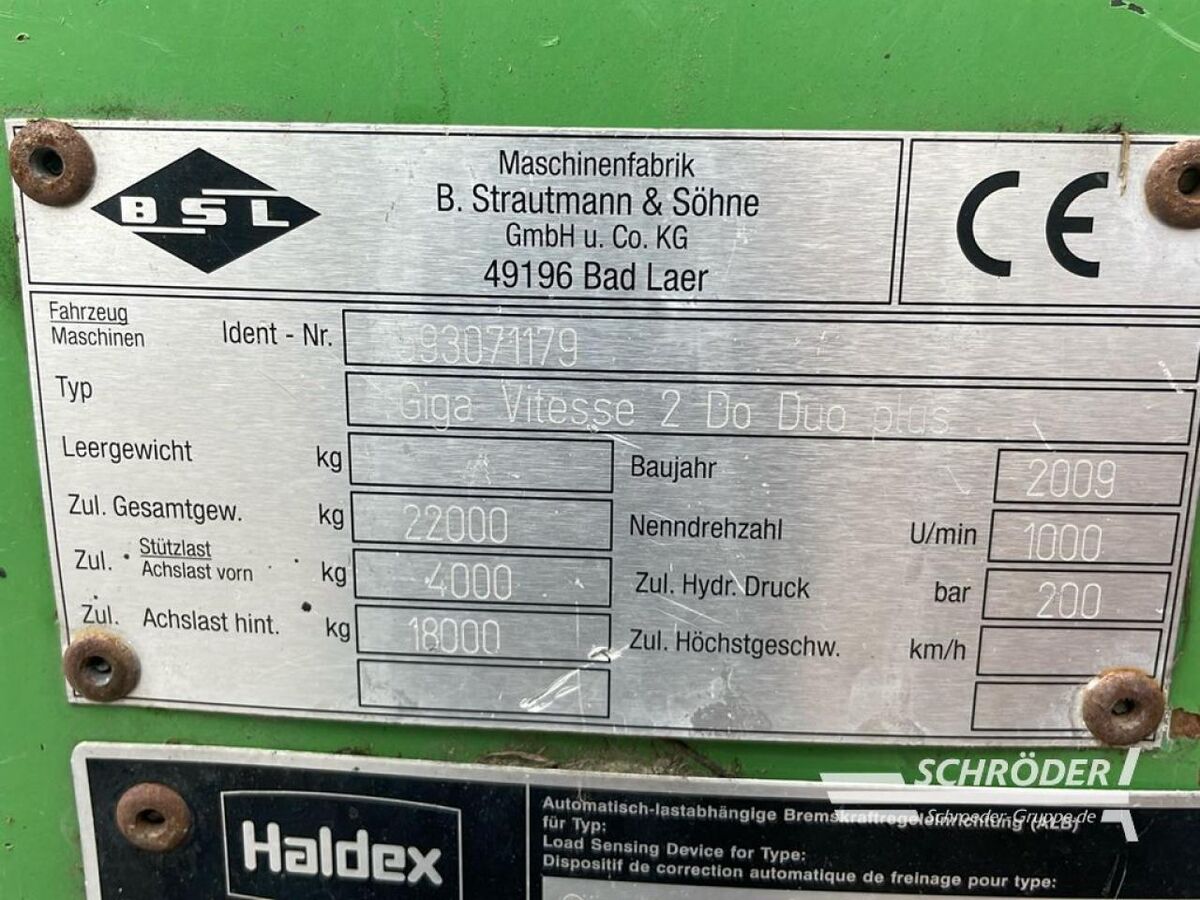 BSL
Maschinenfabrik
B. Strautmann & Söhne
GmbH u. Co. KG
49196 Bad Laer
CE
Fahrzeug
Maschinen Ident - Nr. 393071179
Typ Giga Vitesse 2 Do Duo plus
Leergewicht kg Baujahr 2009
Zul. Gesamtgew. kg 22000 Nenndrehzahl U/min 1000
Zul. Stützlast
Achslast vorn kg 4000 Zul. Hydr. Druck bar 200
Zul. Achslast hint. kg 18000 Zul. Höchstgeschw. km/h
SCHRÖDER
Schroeder-Gruppe.de
Haldex
Automatisch-lastabhängige Bremskraftregeleinrichtung (ALB)
für Typ:
Load Sensing Device for Type:
Dispositif de correction automatique de freinage pour type: